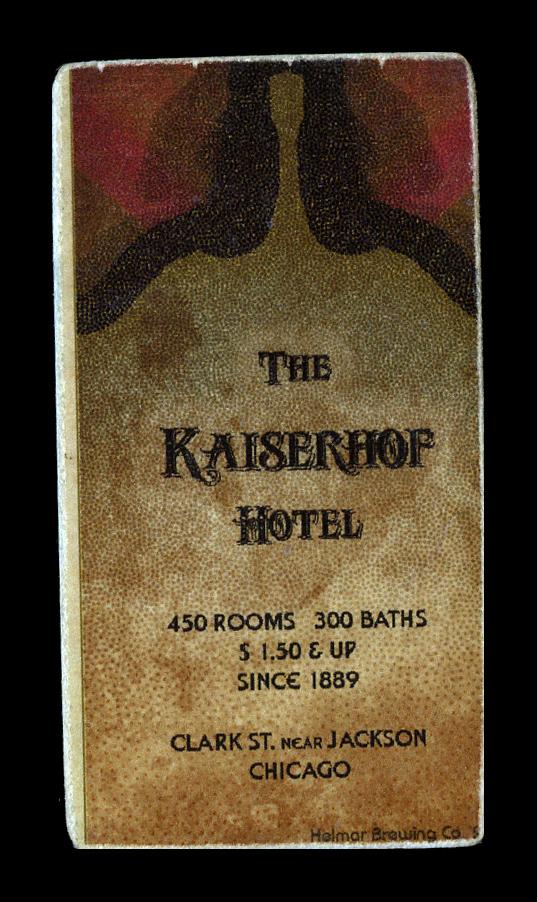 THE
KAISERHOF
HOTEL
450 ROOMS 300 BATHS
$ 1.50 & UP
SINCE 1889
CLARK ST. NEAR JACKSON
CHICAGO
Helmar Brewing Co.